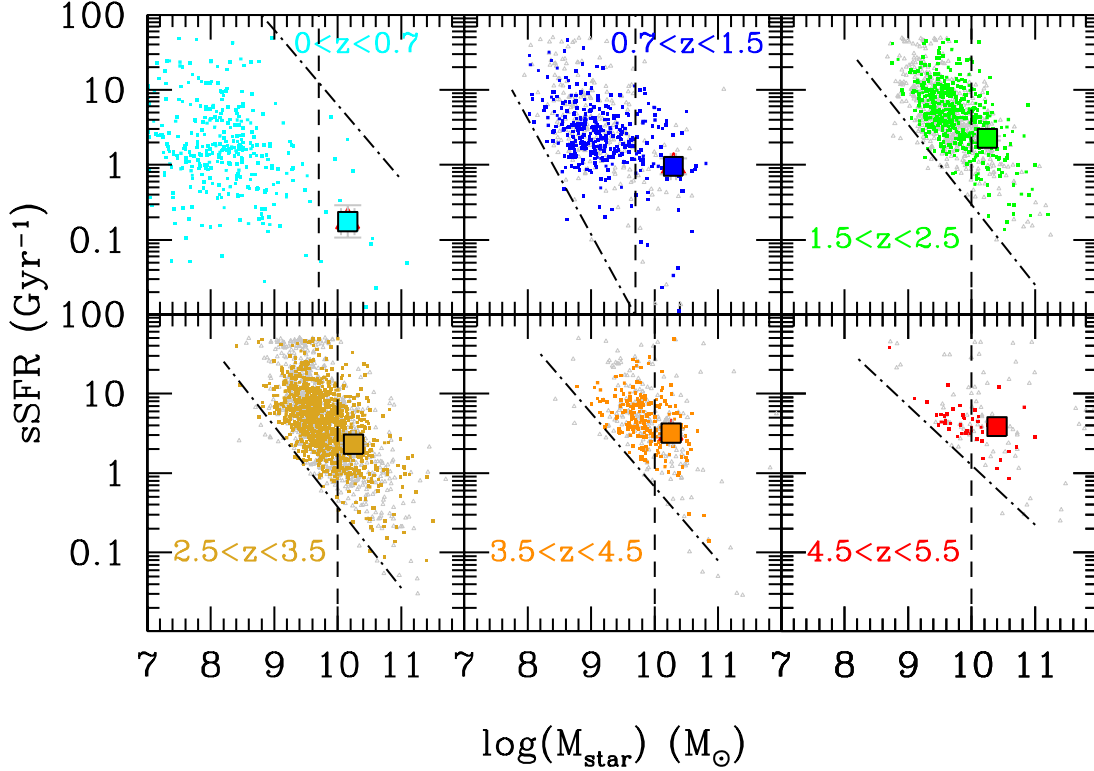 100
10
1
0.1
100
10
1
0.1
sSFR (Gyr⁻¹)
0<z<0.7
0.7<z<1.5
1.5<z<2.5
2.5<z<3.5
3.5<z<4.5
4.5<z<5.5
7 8 9 10 11 7 8 9 10 11 7 8 9 10 11
log(M_star) (M_⊙)